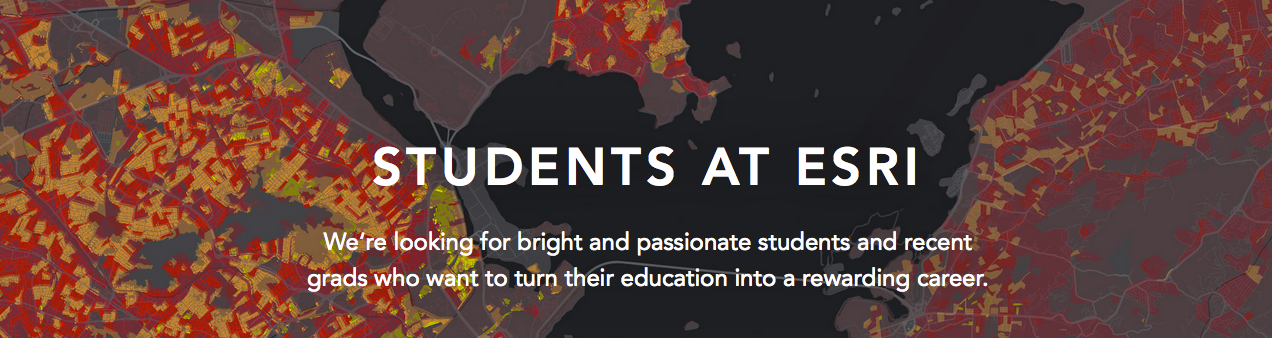 STUDENTS AT ESRI
We're looking for bright and passionate students and recent
grads who want to turn their education into a rewarding career.